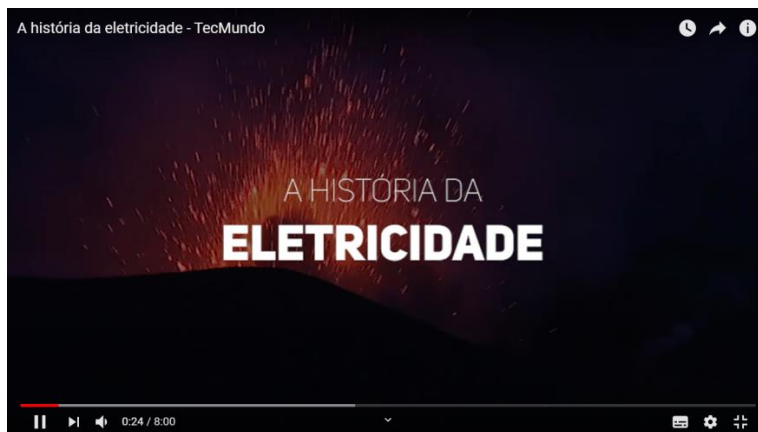 A história da eletricidade - TecMundo
A HISTÓRIA DA
ELETRICIDADE
0:24 / 8:00